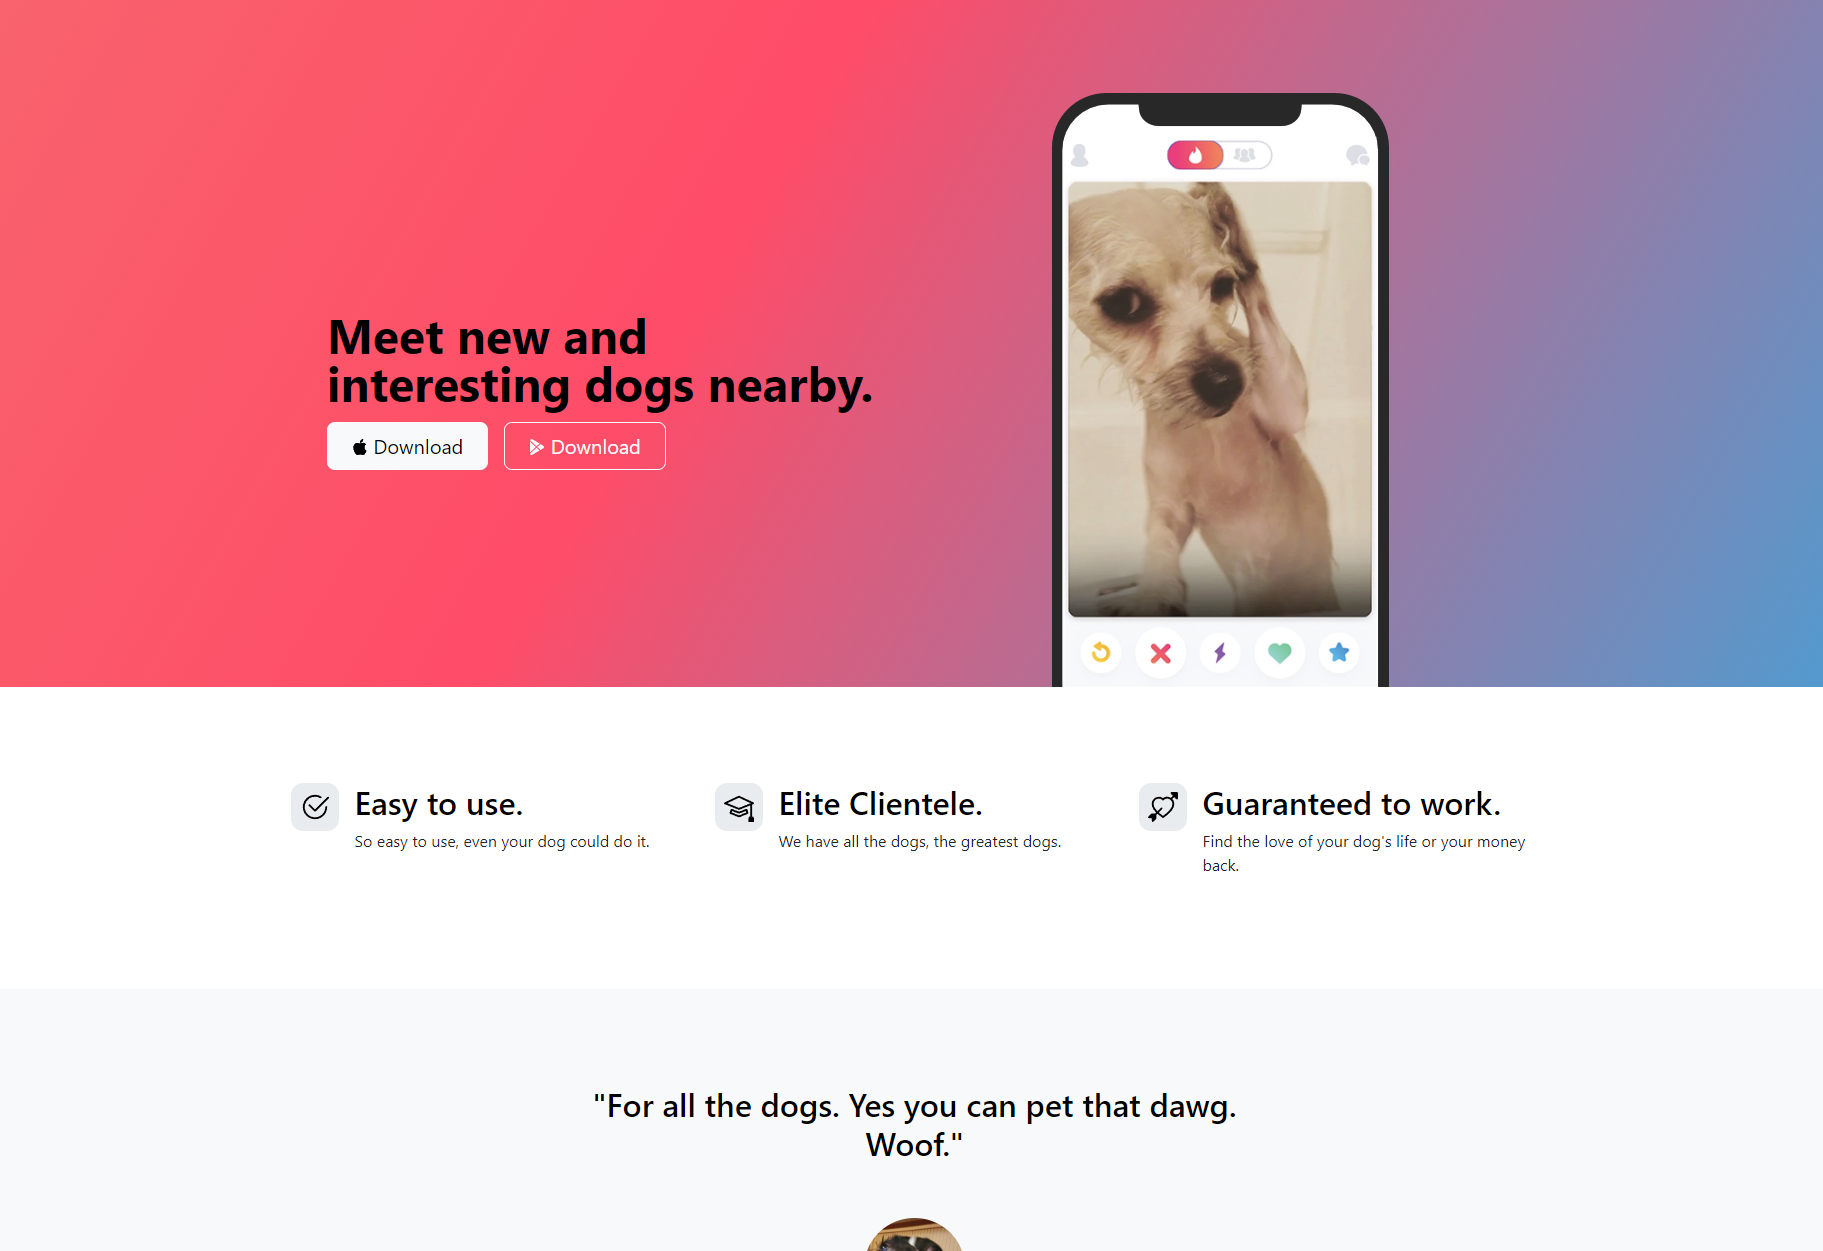 Meet new and
interesting dogs nearby.
Download
Download
Easy to use.
So easy to use, even your dog could do it.
Elite Clientele.
We have all the dogs, the greatest dogs.
Guaranteed to work.
Find the love of your dog's life or your money
back.
"For all the dogs. Yes you can pet that dawg.
Woof."